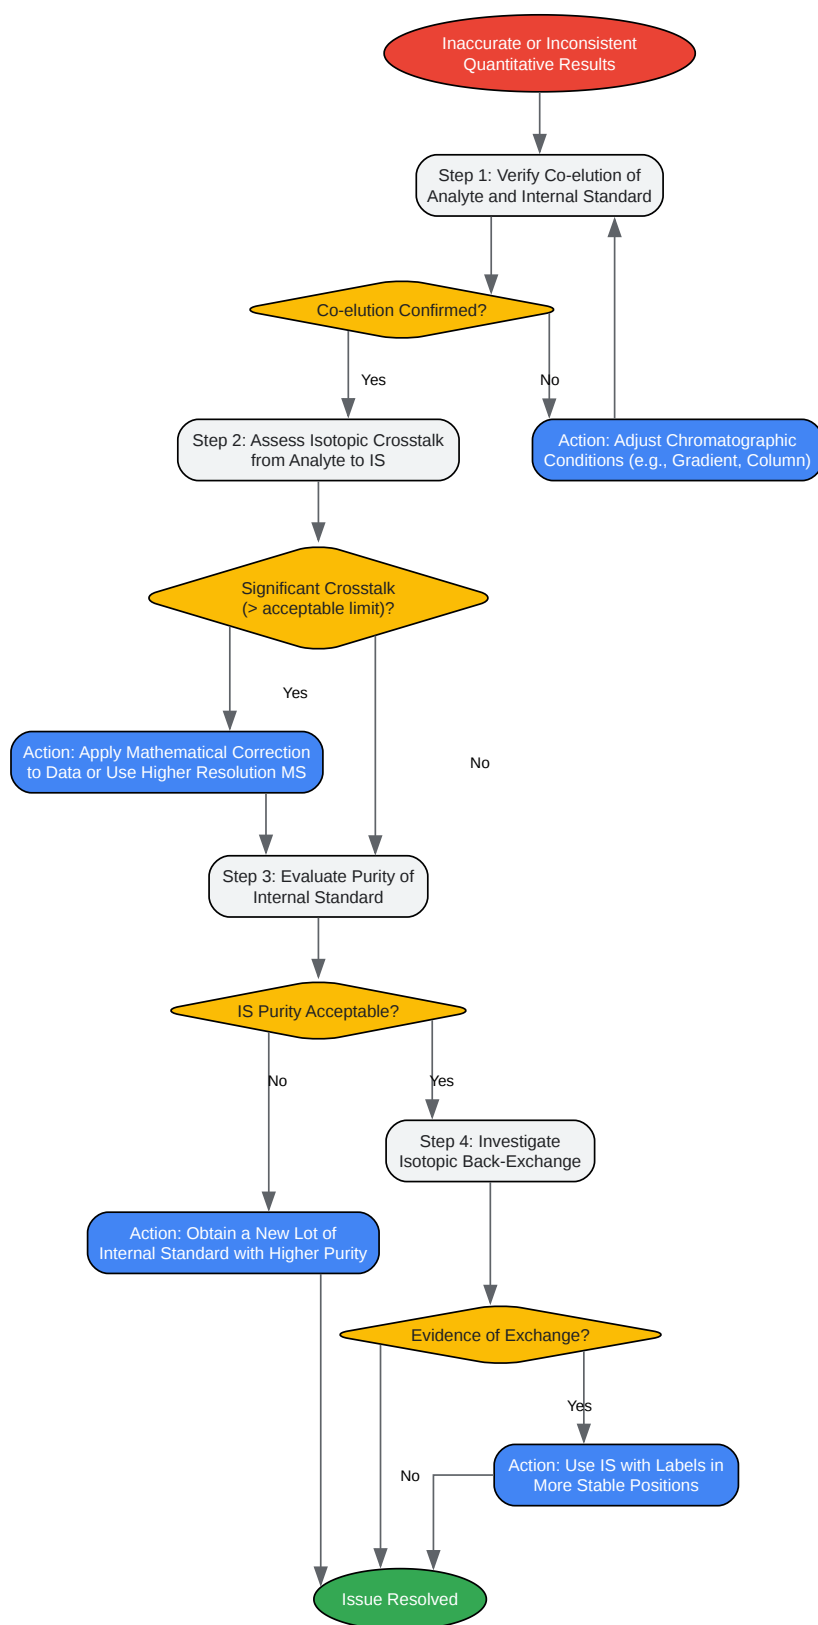 Inaccurate or Inconsistent
Quantitative Results
Step 1: Verify Co-elution of
Analyte and Internal Standard
Co-elution Confirmed?
Yes
No
Step 2: Assess Isotopic Crosstalk
from Analyte to IS
Action: Adjust Chromatographic
Conditions (e.g., Gradient, Column)
Significant Crosstalk
(> acceptable limit)?
Yes
No
Action: Apply Mathematical Correction
to Data or Use Higher Resolution MS
Step 3: Evaluate Purity of
Internal Standard
IS Purity Acceptable?
No
Yes
Step 4: Investigate
Isotopic Back-Exchange
Action: Obtain a New Lot of
Internal Standard with Higher Purity
Evidence of Exchange?
Yes
No
Action: Use IS with Labels in
More Stable Positions
Issue Resolved